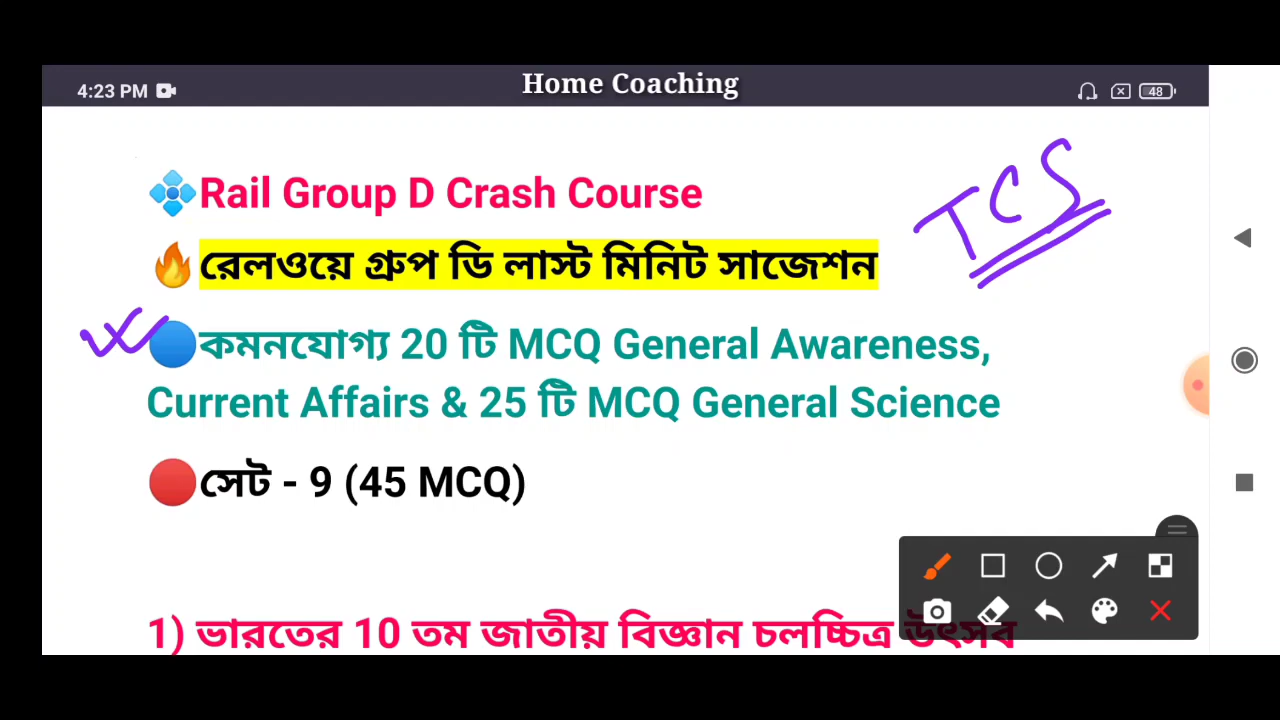 4:23 PM
Home Coaching
48
Rail Group D Crash Course
TCS
রেলওয়ে গ্রুপ ডি লাস্ট মিনিট সাজেশন
কমনযোগ্য 20 টি MCQ General Awareness,
Current Affairs & 25 টি MCQ General Science
সেট - 9 (45 MCQ)
1) ভারতের 10 তম জাতীয় বিজ্ঞান চলচ্চিত্র উৎসব